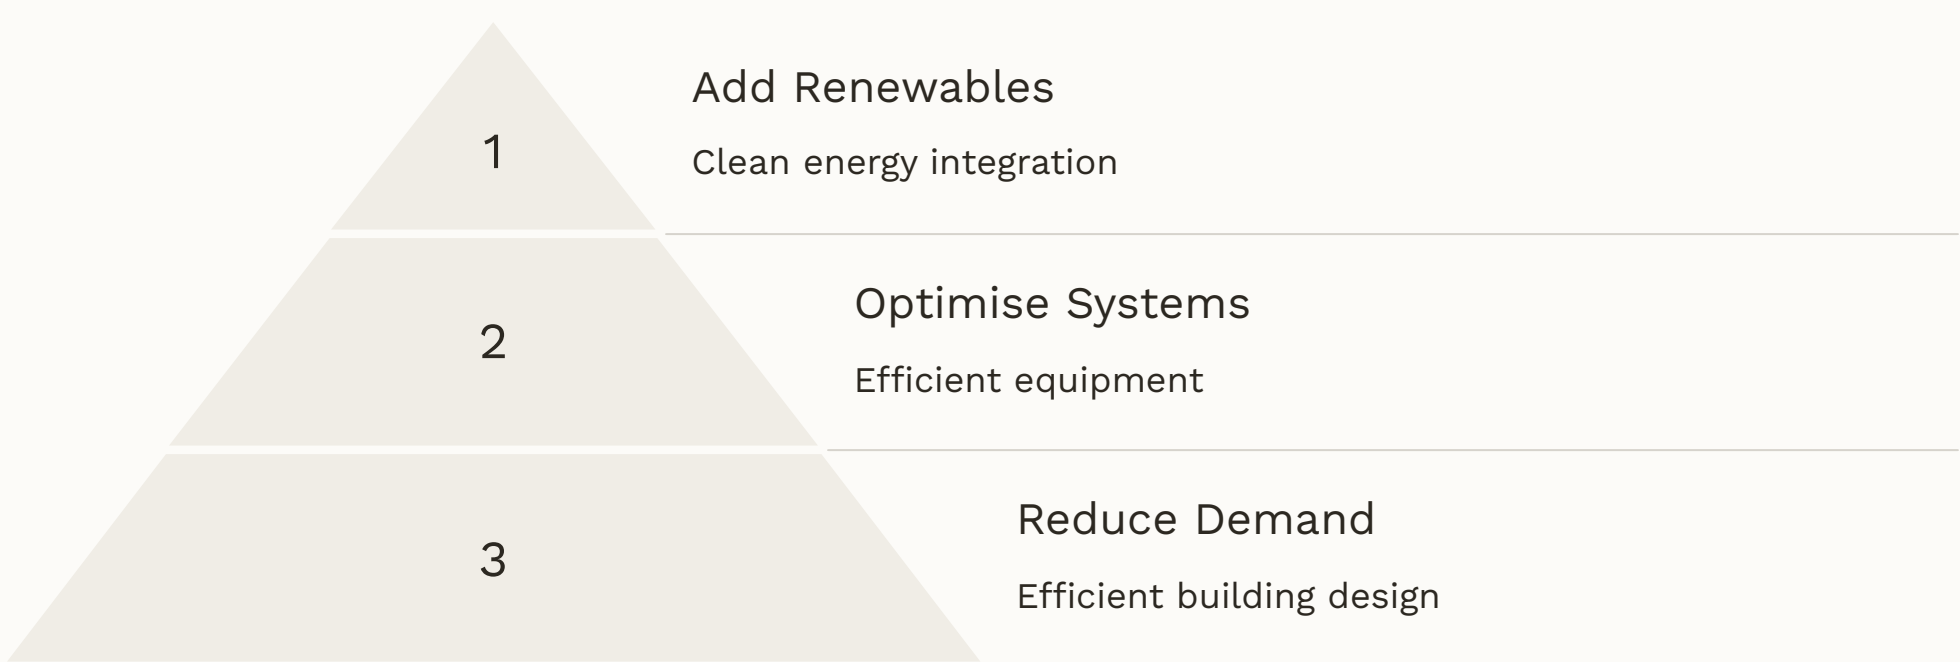 1
Add Renewables
Clean energy integration
2
Optimise Systems
Efficient equipment
3
Reduce Demand
Efficient building design